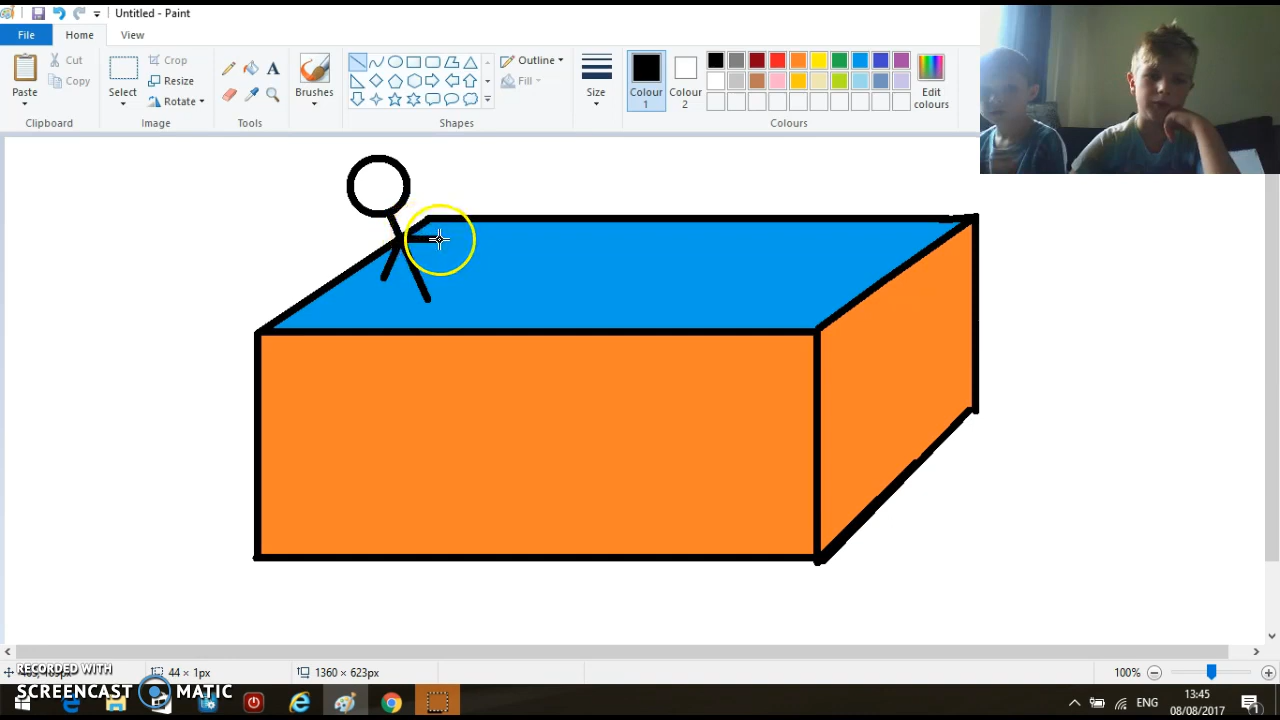 Untitled - Paint
File Home View
Paste
Cut
Copy
Clipboard
Select
Crop
Resize
Rotate
Image
A
Tools
Brushes
Outline
Fill
Shapes
Size
Colour 1
Colour 2
Edit colours
Colours
44 × 1px
1360 × 623px
100%
RECORDED WITH
SCREENCAST MATIC
ENG
13:45
08/08/2017